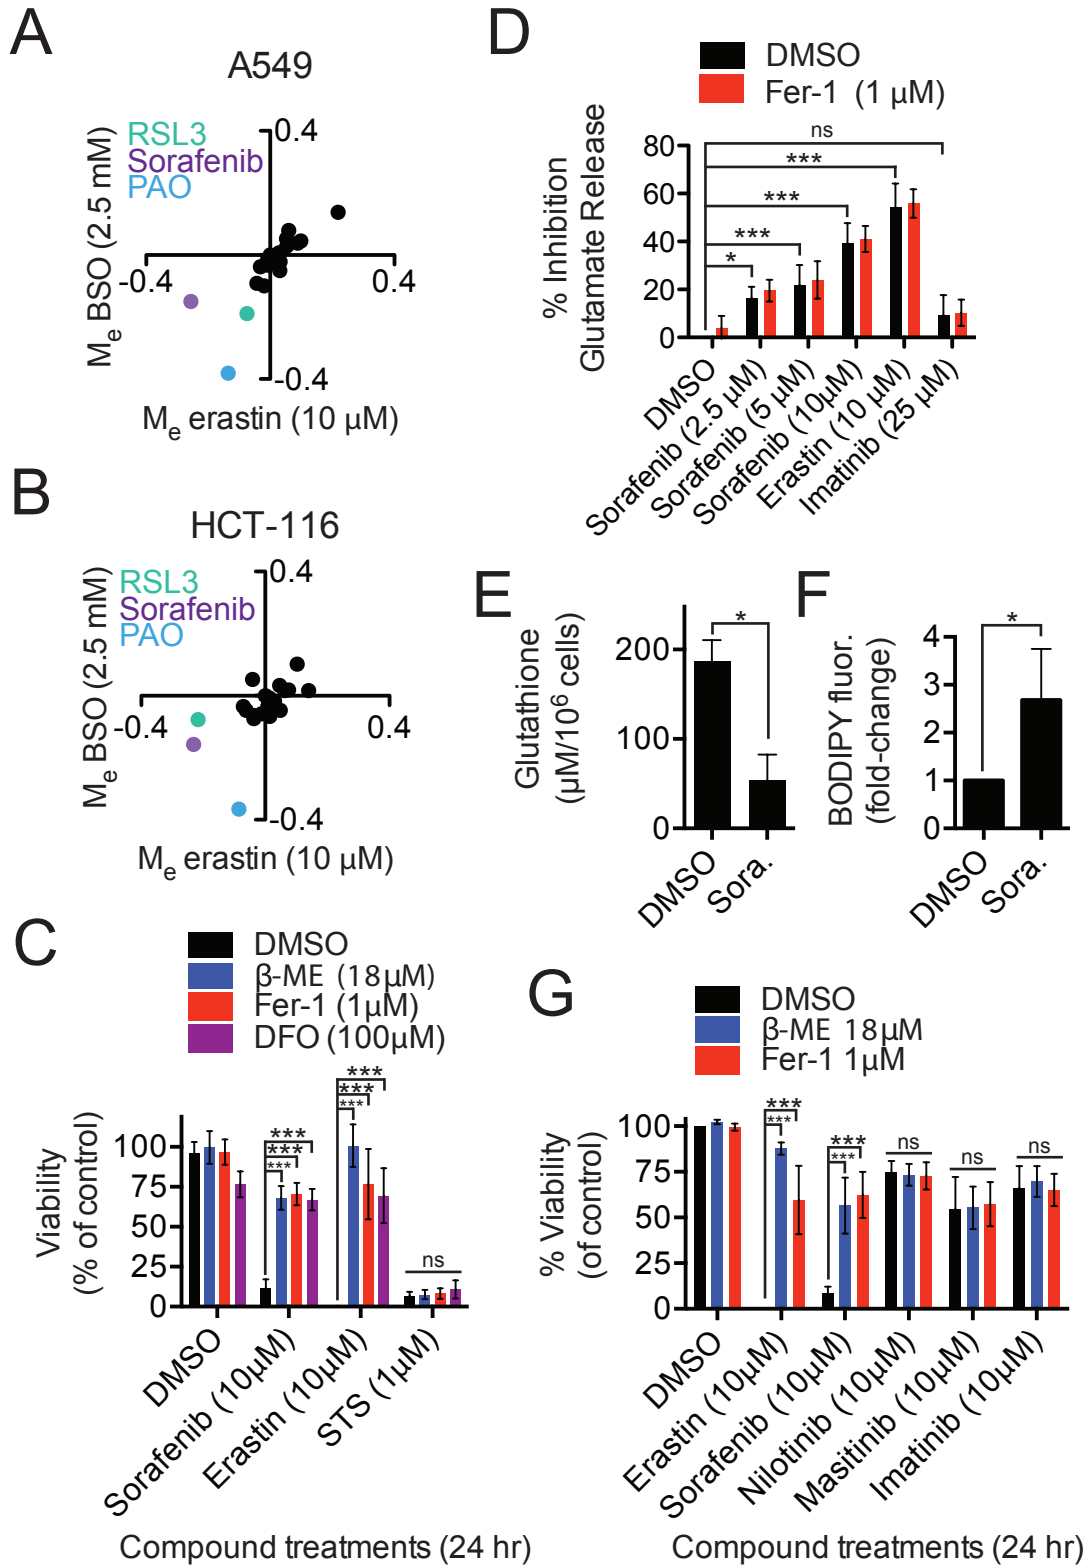 A
A549
RSL3
Sorafenib
PAO
0.4
-0.4
0.4
-0.4
Me BSO (2.5 mM)
Me erastin (10 µM)
B
HCT-116
RSL3
Sorafenib
PAO
0.4
-0.4
0.4
-0.4
Me BSO (2.5 mM)
Me erastin (10 µM)
C
DMSO
β-ME (18µM)
Fer-1 (1µM)
DFO (100µM)
Viability
(% of control)
100
75
50
25
0
***
***
***
***
***
***
ns
DMSO
Sorafenib (10µM)
Erastin (10µM)
STS (1µM)
Compound treatments (24 hr)
D
DMSO
Fer-1 (1 µM)
% Inhibition
Glutamate Release
80
60
40
20
0
ns
***
***
***
*
DMSO
Sorafenib (2.5 µM)
Sorafenib (5 µM)
Sorafenib (10µM)
Erastin (10 µM)
Imatinib (25 µM)
E
Glutathione
(µM/10⁶ cells)
200
100
0
*
DMSO
Sora.
F
BODIPY fluor.
(fold-change)
4
3
2
1
0
*
DMSO
Sora.
G
DMSO
β-ME 18µM
Fer-1 1µM
% Viability
(of control)
100
75
50
25
0
***
***
***
***
ns
ns
ns
DMSO
Erastin (10µM)
Sorafenib (10µM)
Nilotinib (10µM)
Masitinib (10µM)
Imatinib (10µM)
Compound treatments (24 hr)